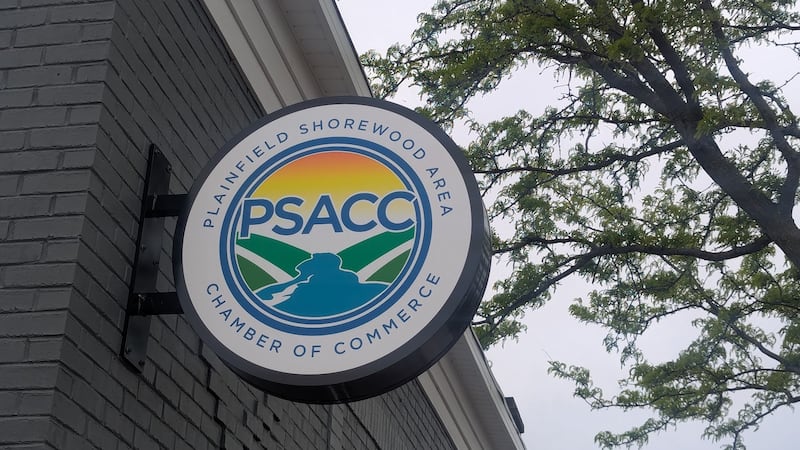 PLAINFIELD SHOREWOOD AREA
PSACC
CHAMBER OF COMMERCE